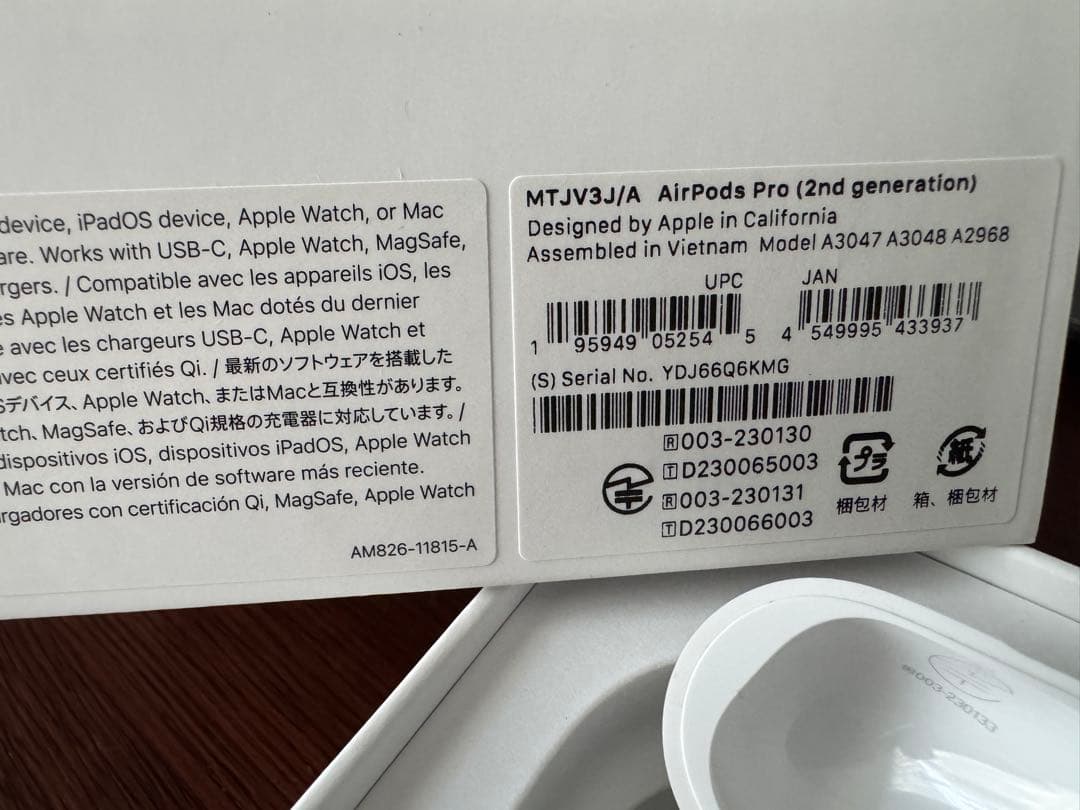 device, iPadOS device, Apple Watch, or Mac
are. Works with USB-C, Apple Watch, MagSafe,
rgers. / Compatible avec les appareils iOS, les
es Apple Watch et les Mac dotés du dernier
e avec les chargeurs USB-C, Apple Watch et
avec ceux certifiés Qi. / 最新のソフトウェアを搭載した
Sデバイス、Apple Watch、またはMacと互換性があります。
tch、MagSafe、およびQi規格の充電器に対応しています。/
dispositivos iOS, dispositivos iPadOS, Apple Watch
Mac con la versión de software más reciente.
rgadores con certificación Qi, MagSafe, Apple Watch
AM826-11815-A
MTJV3J/A AirPods Pro (2nd generation)
Designed by Apple in California
Assembled in Vietnam Model A3047 A3048 A2968
UPC JAN
1 95949 05254 5 4 549995 433937
(S) Serial No. YDJ66Q6KMG
R 003-230130
T D230065003
R 003-231131
T D230066003
プラ
梱包材
紙
箱、梱包材
R 003-230133